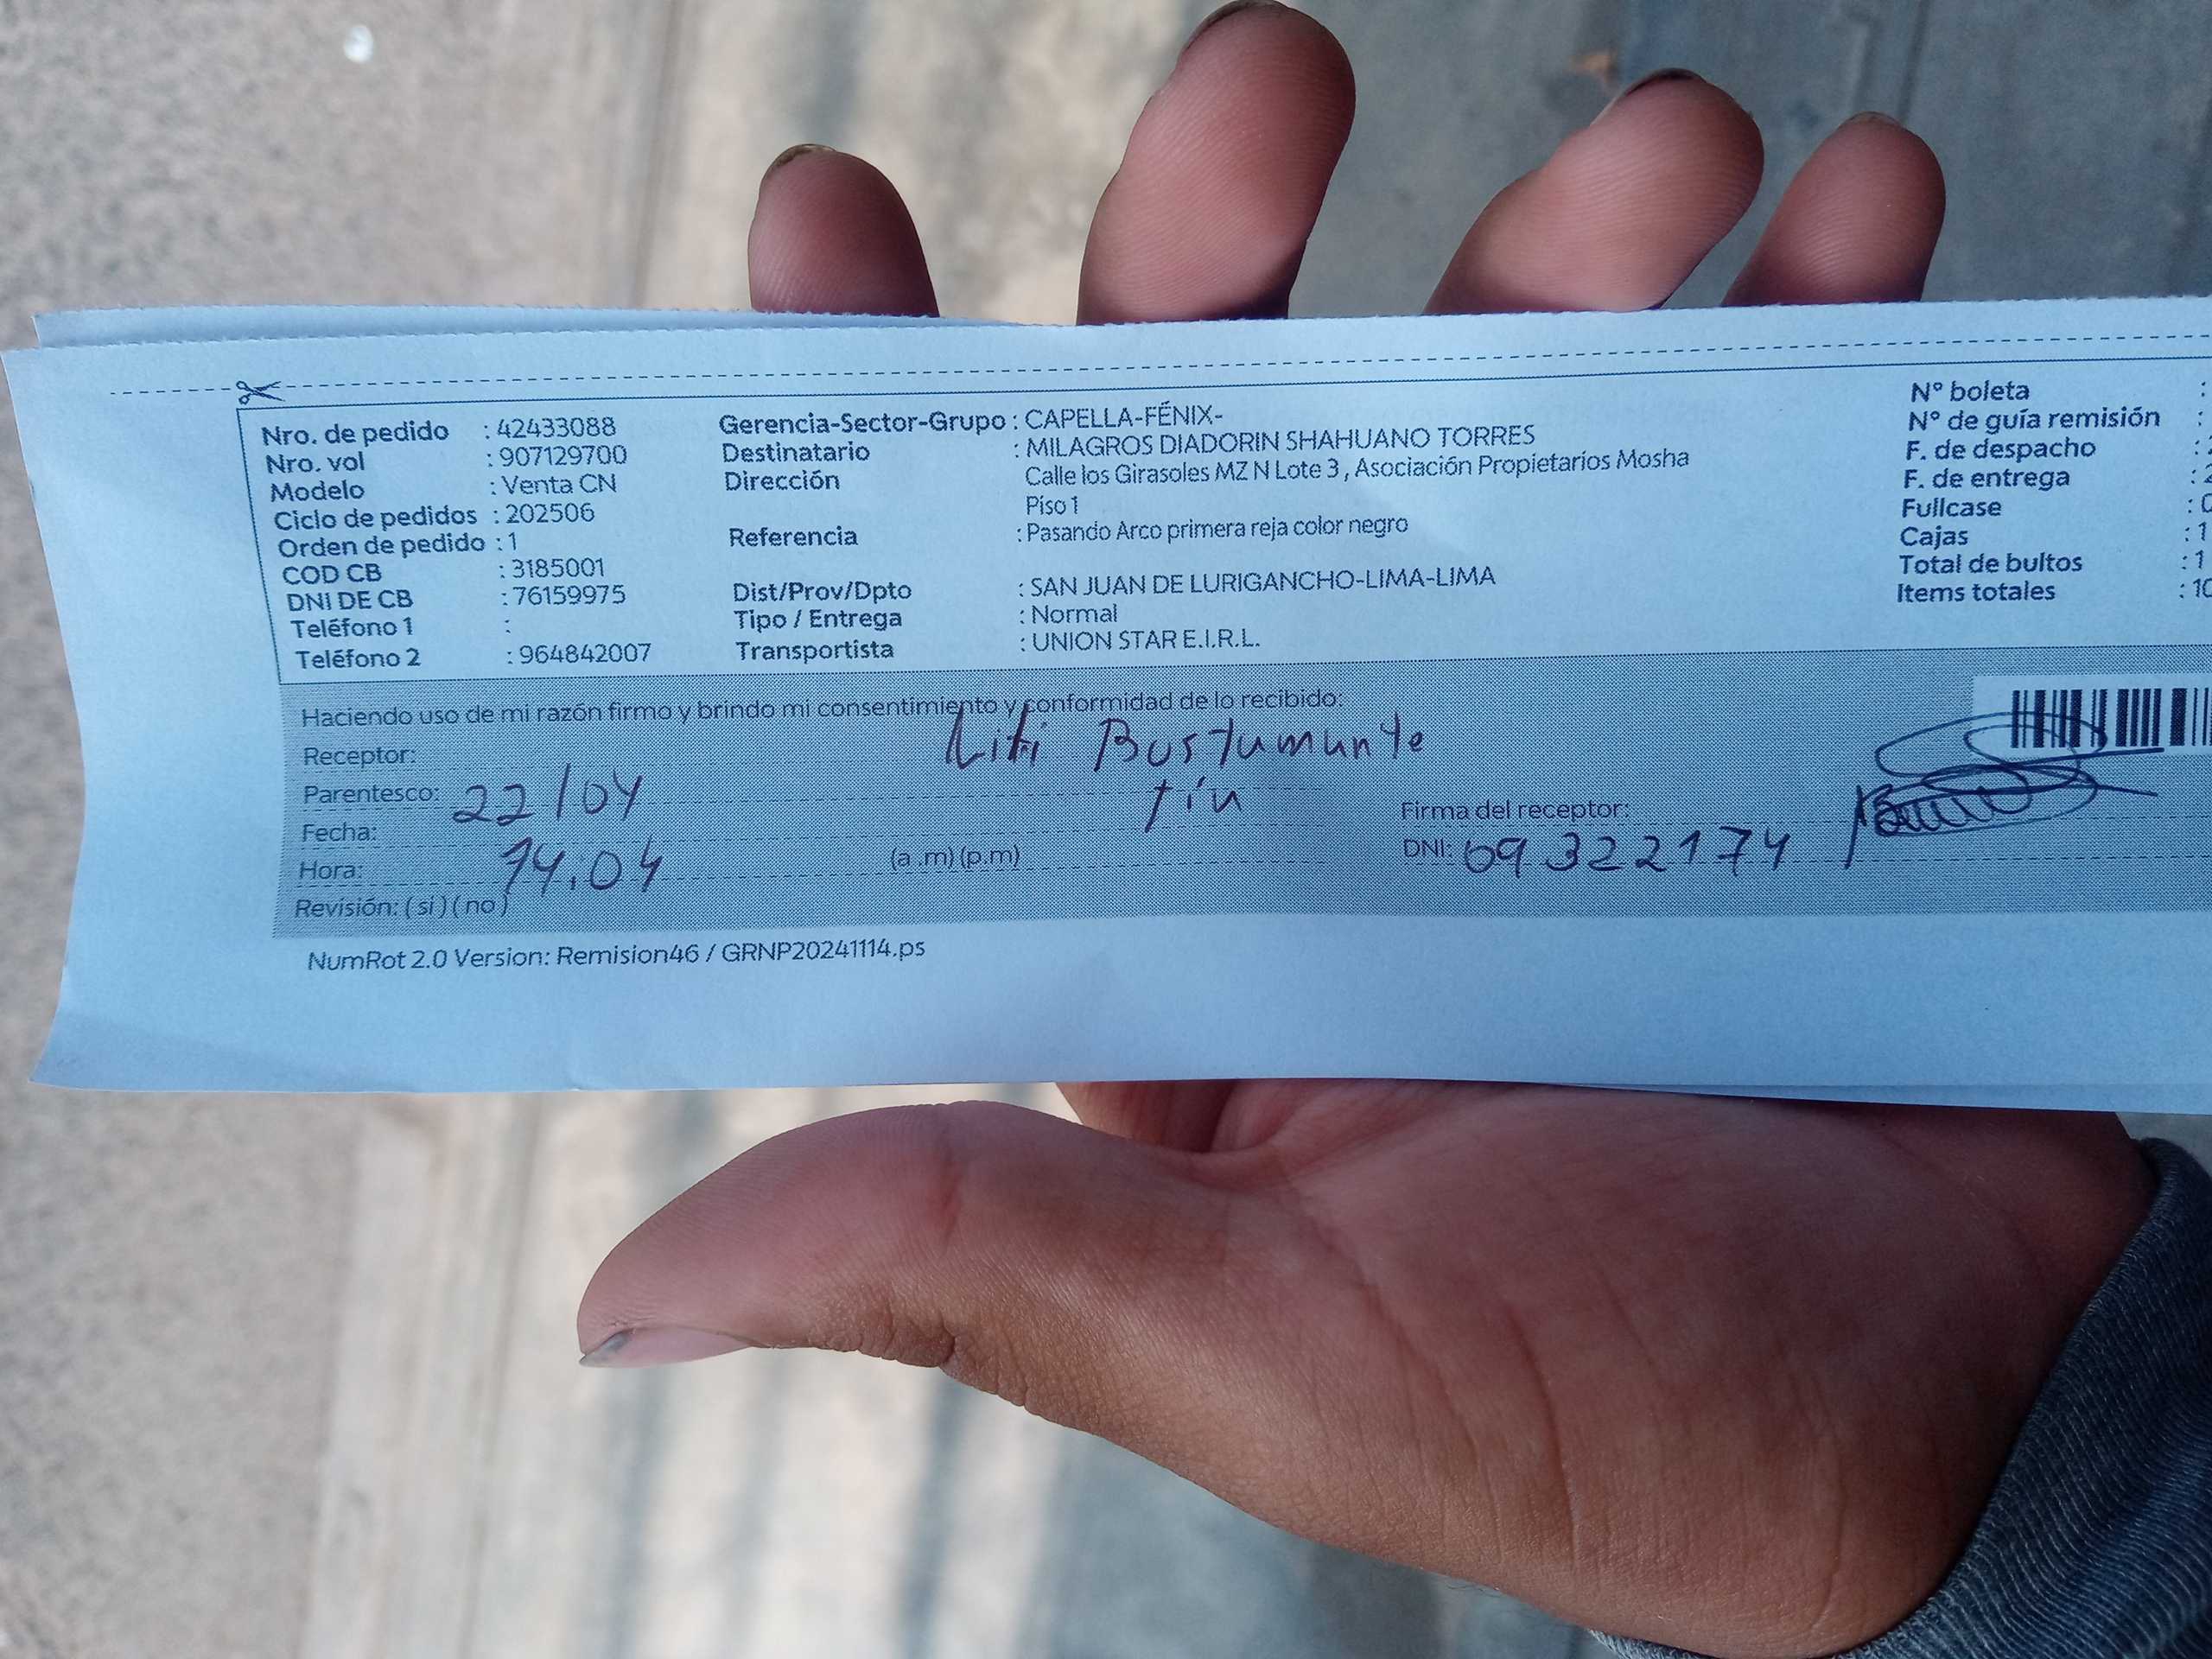 Nro. de pedido : 42433088
Nro. vol : 907129700
Modelo : Venta CN
Ciclo de pedidos : 202506
Orden de pedido : 1
COD CB : 3185001
DNI DE CB : 76159975
Teléfono 1 :
Teléfono 2 : 964842007
Gerencia-Sector-Grupo : CAPELLA-FÉNIX-
Destinatario : MILAGROS DIADORIN SHAHUANO TORRES
Dirección Calle los Girasoles MZ N Lote 3 , Asociación Propietarios Mosha
Piso 1
Referencia : Pasando Arco primera reja color negro
Dist/Prov/Dpto : SAN JUAN DE LURIGANCHO-LIMA-LIMA
Tipo / Entrega : Normal
Transportista : UNION STAR E.I.R.L.
N° boleta :
N° de guía remisión :
F. de despacho :
F. de entrega : 2
Fullcase : 0
Cajas : 1
Total de bultos : 1
Items totales : 10
Haciendo uso de mi razón firmo y brindo mi consentimiento y conformidad de lo recibido:
Receptor: Bustamante
Parentesco: tía
Fecha: 22/04
Firma del receptor:
Hora: 14:04 (a .m) (p.m)
DNI: 69322174
Revisión: ( si ) ( no )
NumRot 2.0 Version: Remision46 / GRNP20241114.ps